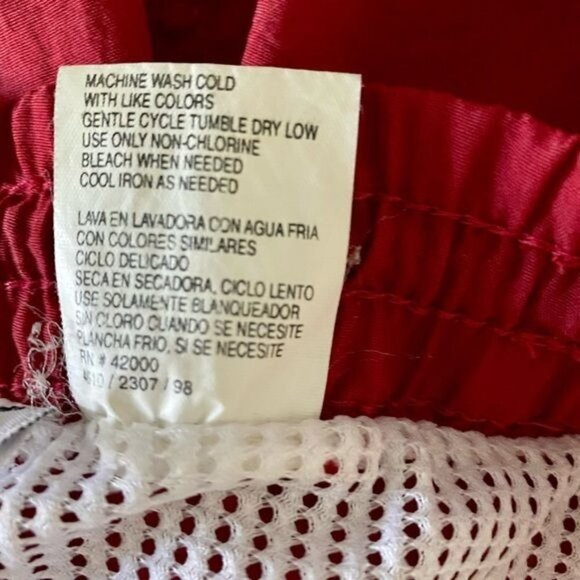 MACHINE WASH COLD
WITH LIKE COLORS
GENTLE CYCLE TUMBLE DRY LOW
USE ONLY NON-CHLORINE
BLEACH WHEN NEEDED
COOL IRON AS NEEDED
LAVA EN LAVADORA CON AGUA FRIA
CON COLORES SIMILARES
CICLO DELICADO
SECA EN SECADORA, CICLO LENTO
USE SOLAMENTE BLANQUEADOR
SIN CLORO CUANDO SE NECESITE
PLANCHA FRIO, SI SE NECESITE
RN # 42000
/ 2307 / 98